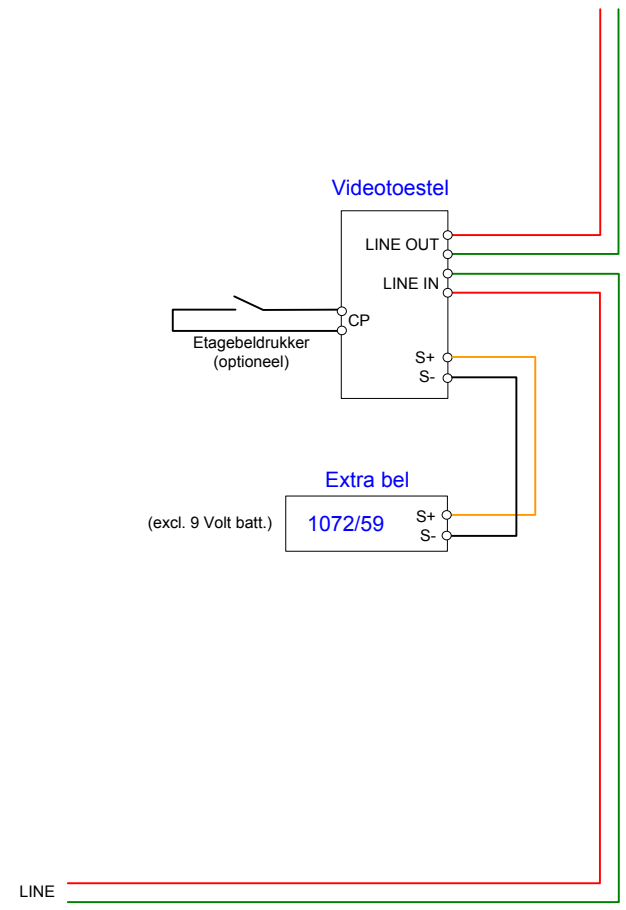 Videotoestel
LINE OUT
LINE IN
CP
Etagebeldrukker
(optioneel)
S+
S-
Extra bel
(excl. 9 Volt batt.)
1072/59
S+
S-
LINE